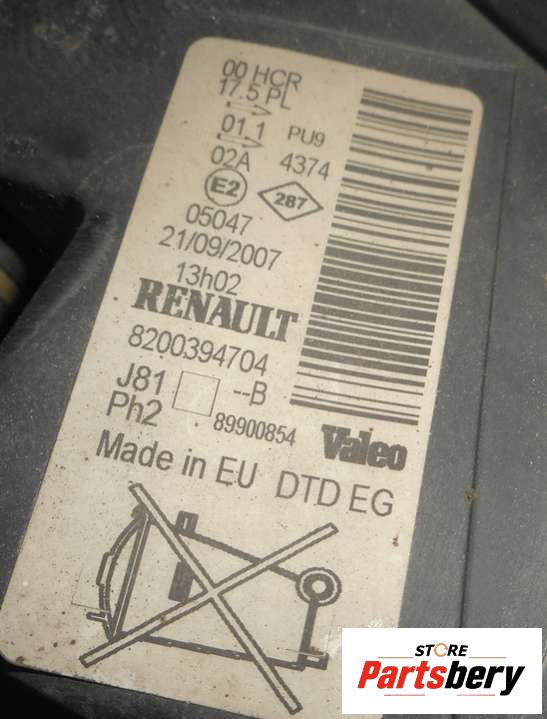 00 HCR
17.5 PL
01.1 PU9
02A 4374
E2 287
05047
21/09/2007
13h02
RENAULT
8200394704
J81 --B
Ph2 89900854 Valeo
Made in EU DTD EG
STORE
Partsbery